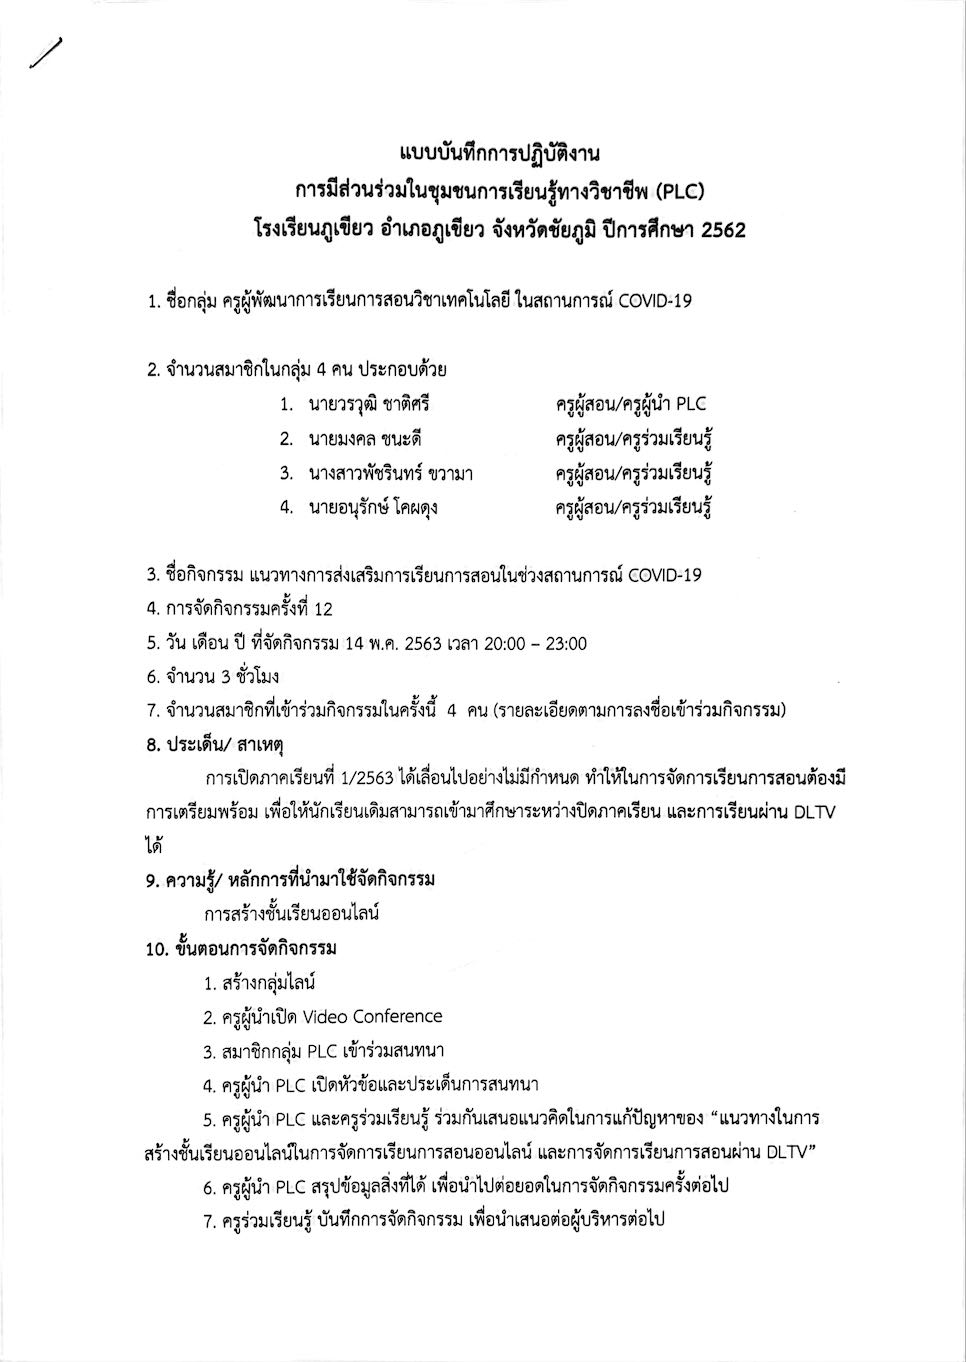 แบบบันทึกการปฏิบัติงาน
การมีส่วนร่วมในชุมชนการเรียนรู้ทางวิชาชีพ (PLC)
โรงเรียนภูเขียว อำเภอภูเขียว จังหวัดชัยภูมิ ปีการศึกษา 2562
1. ชื่อกลุ่ม ครูผู้พัฒนาการเรียนการสอนวิชาเทคโนโลยี ในสถานการณ์ COVID-19
2. จำนวนสมาชิกในกลุ่ม 4 คน ประกอบด้วย
1. นายวรวุฒิ ชาติศรี ครูผู้สอน/ครูผู้นำ PLC
2. นายมงคล ชนะดี ครูผู้สอน/ครูร่วมเรียนรู้
3. นางสาวพัชรินทร์ ขวามา ครูผู้สอน/ครูร่วมเรียนรู้
4. นายอนุรักษ์ โคผดุง ครูผู้สอน/ครูร่วมเรียนรู้
3. ชื่อกิจกรรม แนวทางการส่งเสริมการเรียนการสอนในช่วงสถานการณ์ COVID-19
4. การจัดกิจกรรมครั้งที่ 12
5. วัน เดือน ปี ที่จัดกิจกรรม 14 พ.ค. 2563 เวลา 20:00 – 23:00
6. จำนวน 3 ชั่วโมง
7. จำนวนสมาชิกที่เข้าร่วมกิจกรรมในครั้งนี้ 4 คน (รายละเอียดตามการลงชื่อเข้าร่วมกิจกรรม)
8. ประเด็น/ สาเหตุ
การเปิดภาคเรียนที่ 1/2563 ได้เลื่อนไปอย่างไม่มีกำหนด ทำให้ในการจัดการเรียนการสอนต้องมี
การเตรียมพร้อม เพื่อให้นักเรียนเดิมสามารถเข้ามาศึกษาระหว่างปิดภาคเรียน และการเรียนผ่าน DLTV
ได้
9. ความรู้/ หลักการที่นำมาใช้จัดกิจกรรม
การสร้างชั้นเรียนออนไลน์
10. ขั้นตอนการจัดกิจกรรม
1. สร้างกลุ่มไลน์
2. ครูผู้นำเปิด Video Conference
3. สมาชิกกลุ่ม PLC เข้าร่วมสนทนา
4. ครูผู้นำ PLC เปิดหัวข้อและประเด็นการสนทนา
5. ครูผู้นำ PLC และครูร่วมเรียนรู้ ร่วมกันเสนอแนวคิดในการแก้ปัญหาของ “แนวทางในการ
สร้างชั้นเรียนออนไลน์ในการจัดการเรียนการสอนออนไลน์ และการจัดการเรียนการสอนผ่าน DLTV”
6. ครูผู้นำ PLC สรุปข้อมูลสิ่งที่ได้ เพื่อนำไปต่อยอดในการจัดกิจกรรมครั้งต่อไป
7. ครูร่วมเรียนรู้ บันทึกการจัดกิจกรรม เพื่อนำเสนอต่อผู้บริหารต่อไป